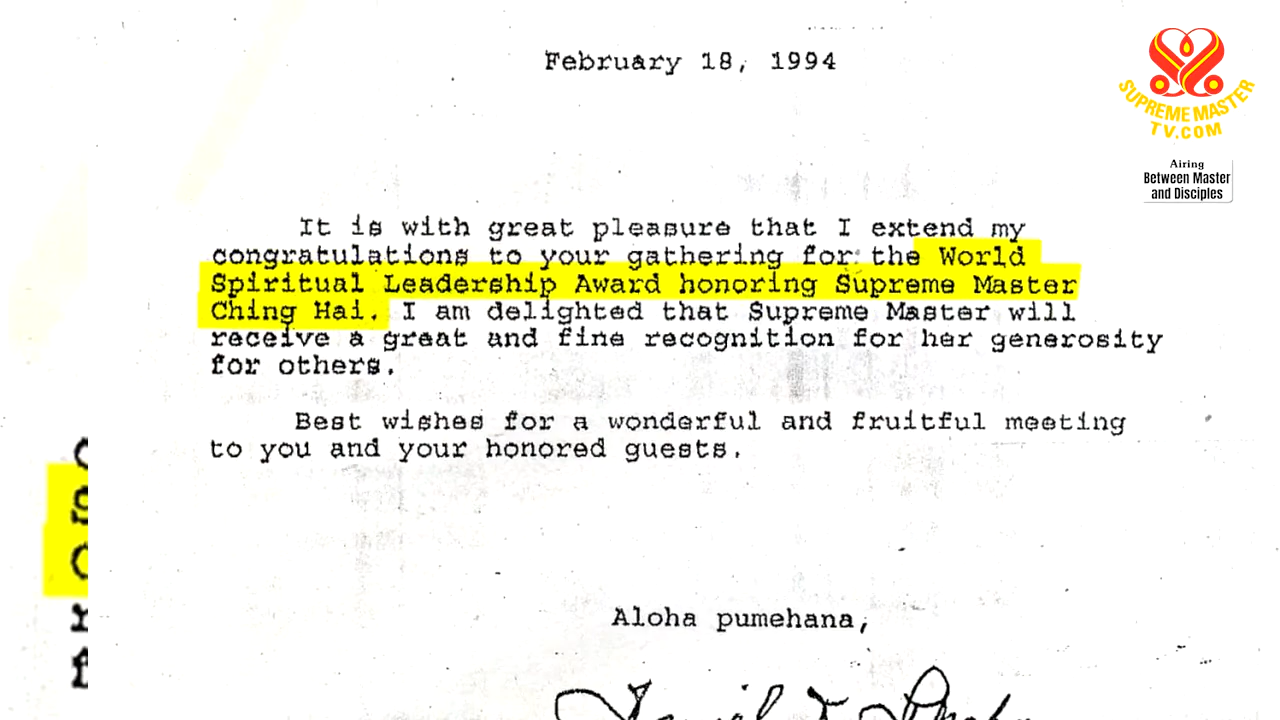 February 18, 1994
SUPREME MASTER
TV.COM
Airing
Between Master
and Disciples
It is with great pleasure that I extend my
congratulations to your gathering for the World
Spiritual Leadership Award honoring Supreme Master
Ching Hai. I am delighted that Supreme Master will
receive a great and fine recognition for her generosity
for others.
Best wishes for a wonderful and fruitful meeting
to you and your honored guests.
Aloha pumehana,